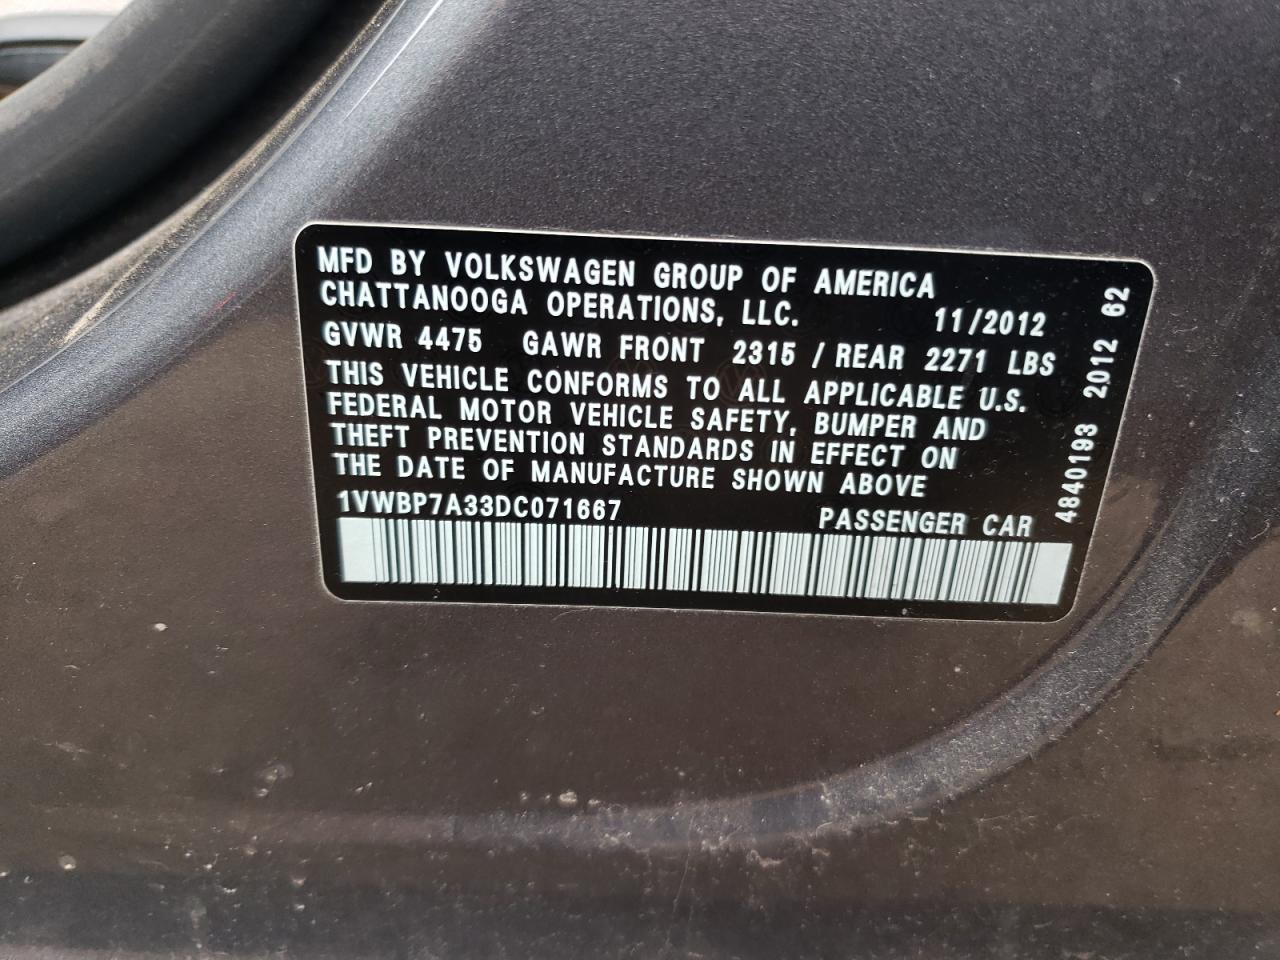 MFD BY VOLKSWAGEN GROUP OF AMERICA
CHATTANOOGA OPERATIONS, LLC. 11/2012
GVWR 4475 GAWR FRONT 2315 / REAR 2271 LBS
THIS VEHICLE CONFORMS TO ALL APPLICABLE U.S.
FEDERAL MOTOR VEHICLE SAFETY, BUMPER AND
THEFT PREVENTION STANDARDS IN EFFECT ON
THE DATE OF MANUFACTURE SHOWN ABOVE
1VWBP7A33DC071667 PASSENGER CAR
4840193 2012 62